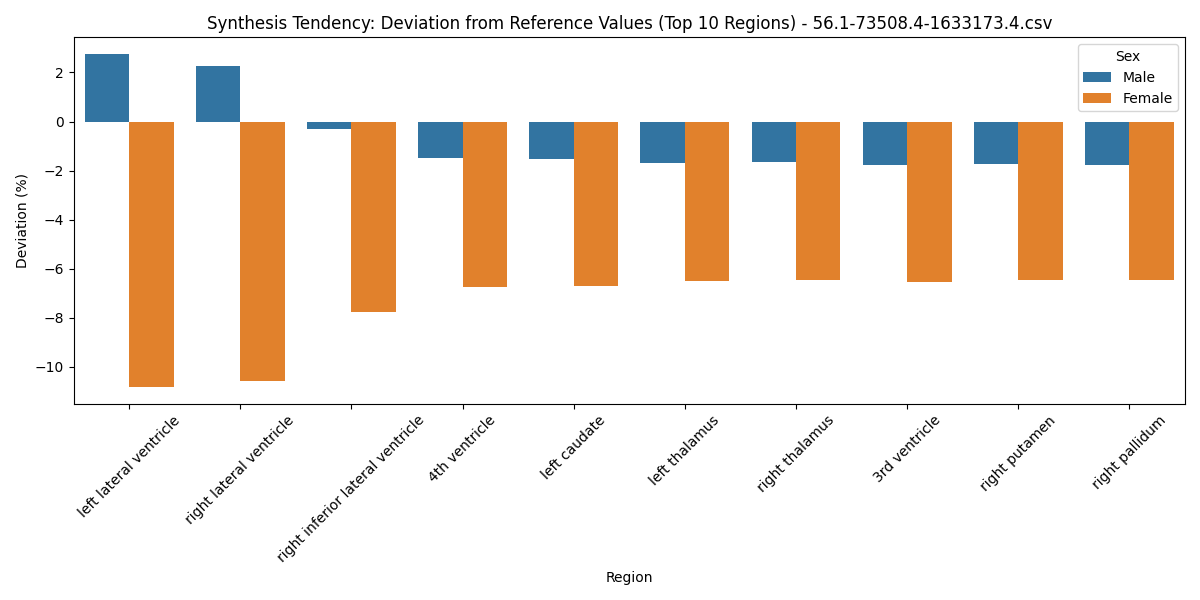 Synthesis Tendency: Deviation from Reference Values (Top 10 Regions) - 56.1-73508.4-1633173.4.csv
Sex
Male
Female
Deviation (%)
2
0
−2
−4
−6
−8
−10
left lateral ventricle
right lateral ventricle
right inferior lateral ventricle
4th ventricle
left caudate
left thalamus
right thalamus
3rd ventricle
right putamen
right pallidum
Region